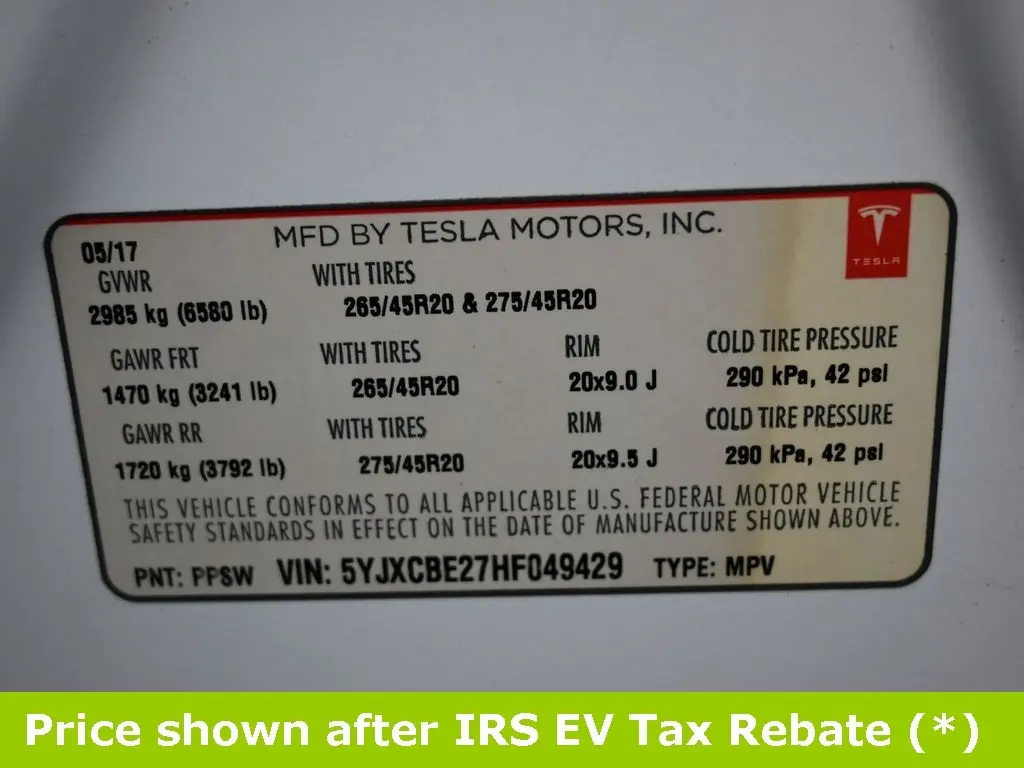 MFD BY TESLA MOTORS, INC.
TESLA
05/17
GVWR WITH TIRES
2985 kg (6580 lb) 265/45R20 & 275/45R20
GAWR FRT WITH TIRES RIM COLD TIRE PRESSURE
1470 kg (3241 lb) 265/45R20 20x9.0 J 290 kPa, 42 psi
GAWR RR WITH TIRES RIM COLD TIRE PRESSURE
1720 kg (3792 lb) 275/45R20 20x9.5 J 290 kPa, 42 psi
THIS VEHICLE CONFORMS TO ALL APPLICABLE U.S. FEDERAL MOTOR VEHICLE
SAFETY STANDARDS IN EFFECT ON THE DATE OF MANUFACTURE SHOWN ABOVE.
PNT: PPSW VIN: 5YJXCBE27HF049429 TYPE: MPV
Price shown after IRS EV Tax Rebate (*)